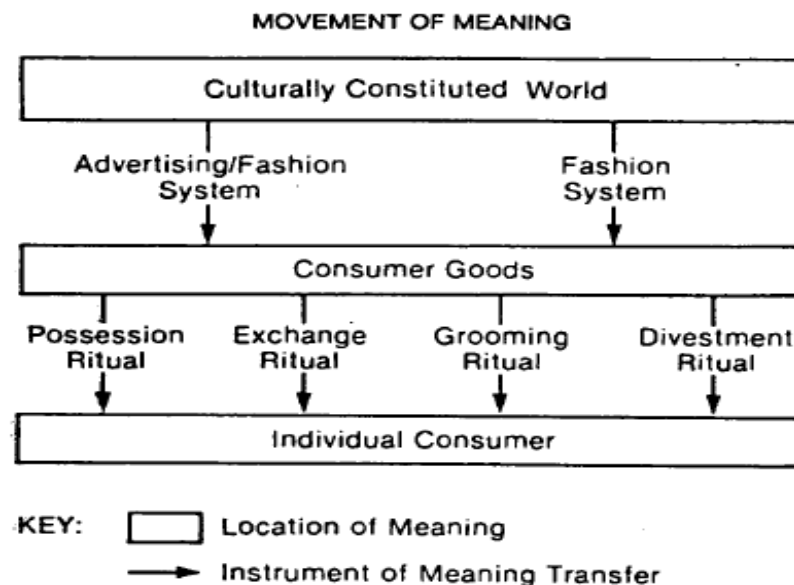 MOVEMENT OF MEANING
Culturally Constituted World
Advertising/Fashion System
Fashion System
Consumer Goods
Possession Ritual
Exchange Ritual
Grooming Ritual
Divestment Ritual
Individual Consumer
KEY:
Location of Meaning
Instrument of Meaning Transfer